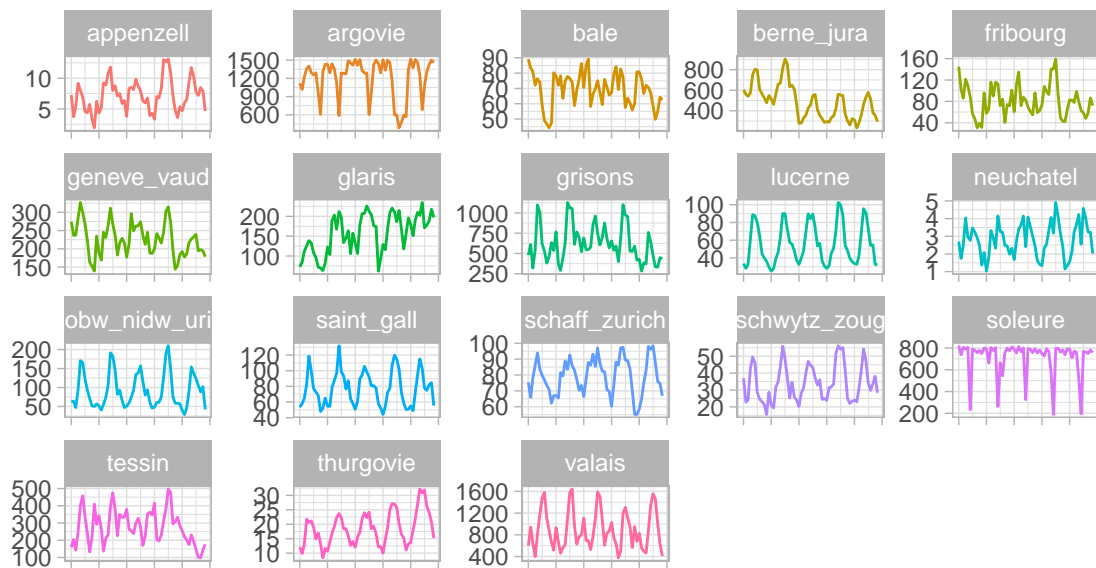 appenzell argovie bale berne_jura fribourg
10 5
1500 1200 900 600
90 80 70 60 50
800 600 400
160 120 80 40
geneve_vaud glaris grisons lucerne neuchatel
300 250 200 150
200 150 100
1000 750 500 250
100 80 60 40
5 4 3 2 1
obw_nidw_uri saint_gall schaff_zurich schwytz_zoug soleure
200 150 100 50
120 100 80 60 40
100 90 80 70 60
50 40 30 20
800 600 400 200
tessin thurgovie valais
500 400 300 200 100
30 25 20 15 10
1600 1200 800 400